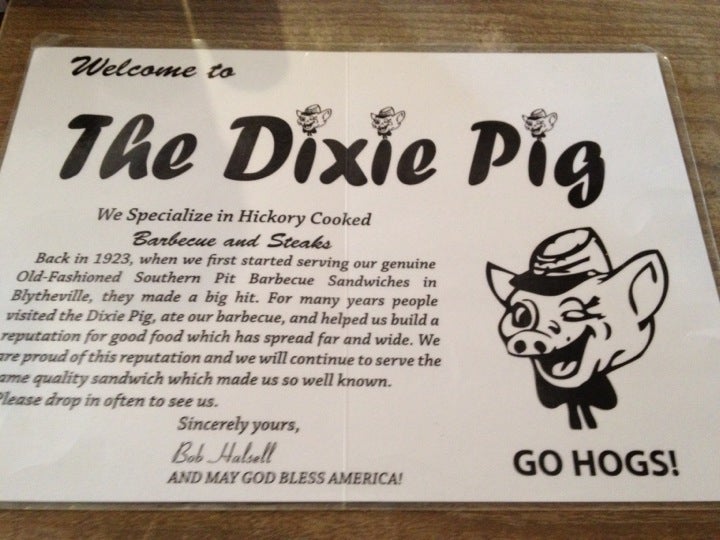 Welcome to
The Dixie Pig
We Specialize in Hickory Cooked
Barbecue and Steaks
Back in 1923, when we first started serving our genuine
Old-Fashioned Southern Pit Barbecue Sandwiches in
Blytheville, they made a big hit. For many years people
visited the Dixie Pig, ate our barbecue, and helped us build a
reputation for good food which has spread far and wide. We
are proud of this reputation and we will continue to serve the
ame quality sandwich which made us so well known.
Please drop in often to see us.
Sincerely yours,
Bob Halsell
AND MAY GOD BLESS AMERICA!
GO HOGS!